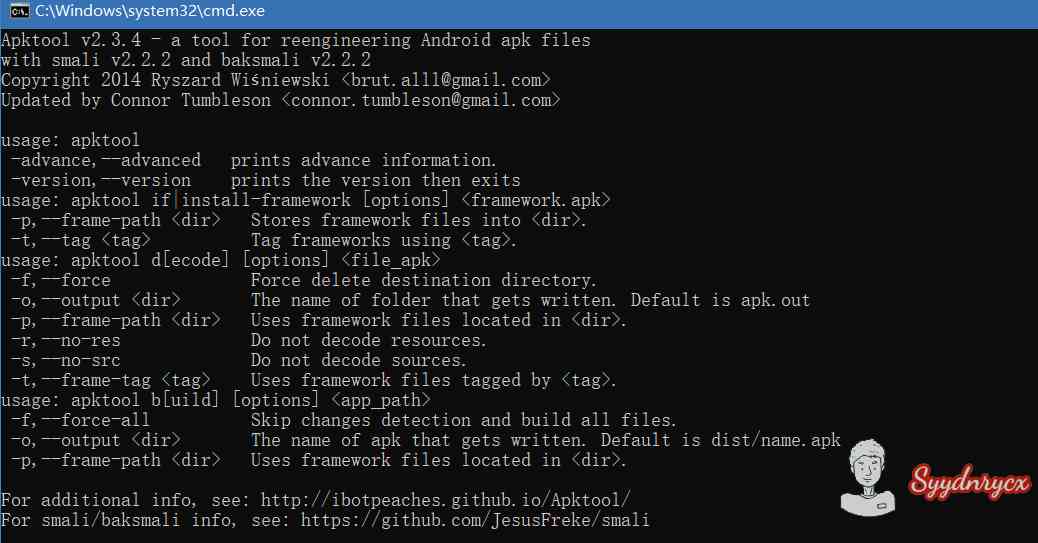 C:\Windows\system32\cmd.exe
Apktool v2.3.4 - a tool for reengineering Android apk files
with smali v2.2.2 and baksmali v2.2.2
Copyright 2014 Ryszard Wiśniewski <brut.alll@gmail.com>
Updated by Connor Tumbleson <connor.tumbleson@gmail.com>
usage: apktool
-advance,--advanced prints advance information.
-version,--version prints the version then exits
usage: apktool if|install-framework [options] <framework.apk>
-p,--frame-path <dir> Stores framework files into <dir>.
-t,--tag <tag> Tag frameworks using <tag>.
usage: apktool d[ecode] [options] <file_apk>
-f,--force Force delete destination directory.
-o,--output <dir> The name of folder that gets written. Default is apk.out
-p,--frame-path <dir> Uses framework files located in <dir>.
-r,--no-res Do not decode resources.
-s,--no-src Do not decode sources.
-t,--frame-tag <tag> Uses framework files tagged by <tag>.
usage: apktool b[uild] [options] <app_path>
-f,--force-all Skip changes detection and build all files.
-o,--output <dir> The name of apk that gets written. Default is dist/name.apk
-p,--frame-path <dir> Uses framework files located in <dir>.
For additional info, see: http://ibotpeaches.github.io/Apktool/
For smali/baksmali info, see: https://github.com/JesusFreke/smali
Syydnrycx